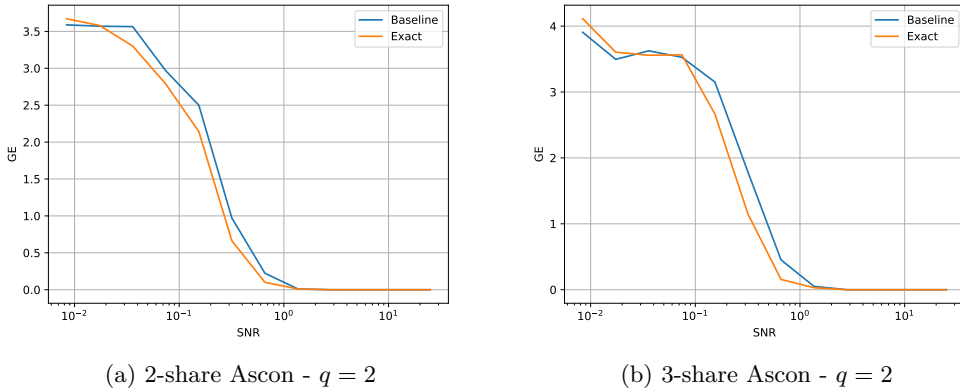 Baseline
Exact
3.5
3.0
2.5
2.0
1.5
1.0
0.5
0.0
GE
10⁻²
10⁻¹
10⁰
10¹
SNR
(a) 2-share Ascon - q = 2
Baseline
Exact
4
3
2
1
0
GE
10⁻²
10⁻¹
10⁰
10¹
SNR
(b) 3-share Ascon - q = 2